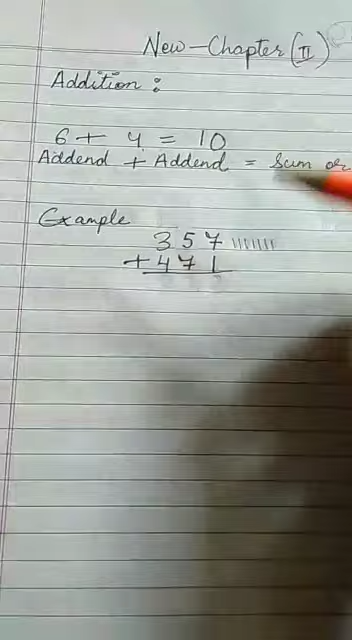 New-Chapter (II)
Addition :
6 + 4 = 10
Addend + Addend = Sum or
Example
357 ||||||||
+471